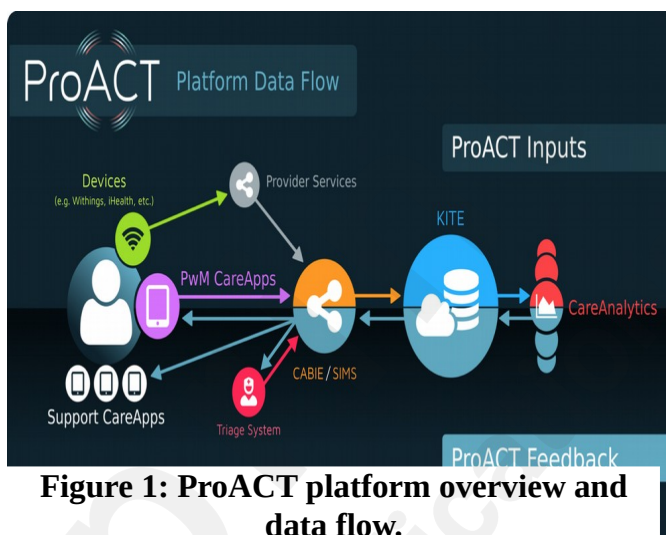 ProACT Platform Data Flow
ProACT Inputs
Devices
(e.g. Withings, iHealth, etc.)
Provider Services
KITE
PwM CareApps
CareAnalytics
CABIE / SIMS
Support CareApps
Triage System
ProACT Feedback
Figure 1: ProACT platform overview and
data flow.